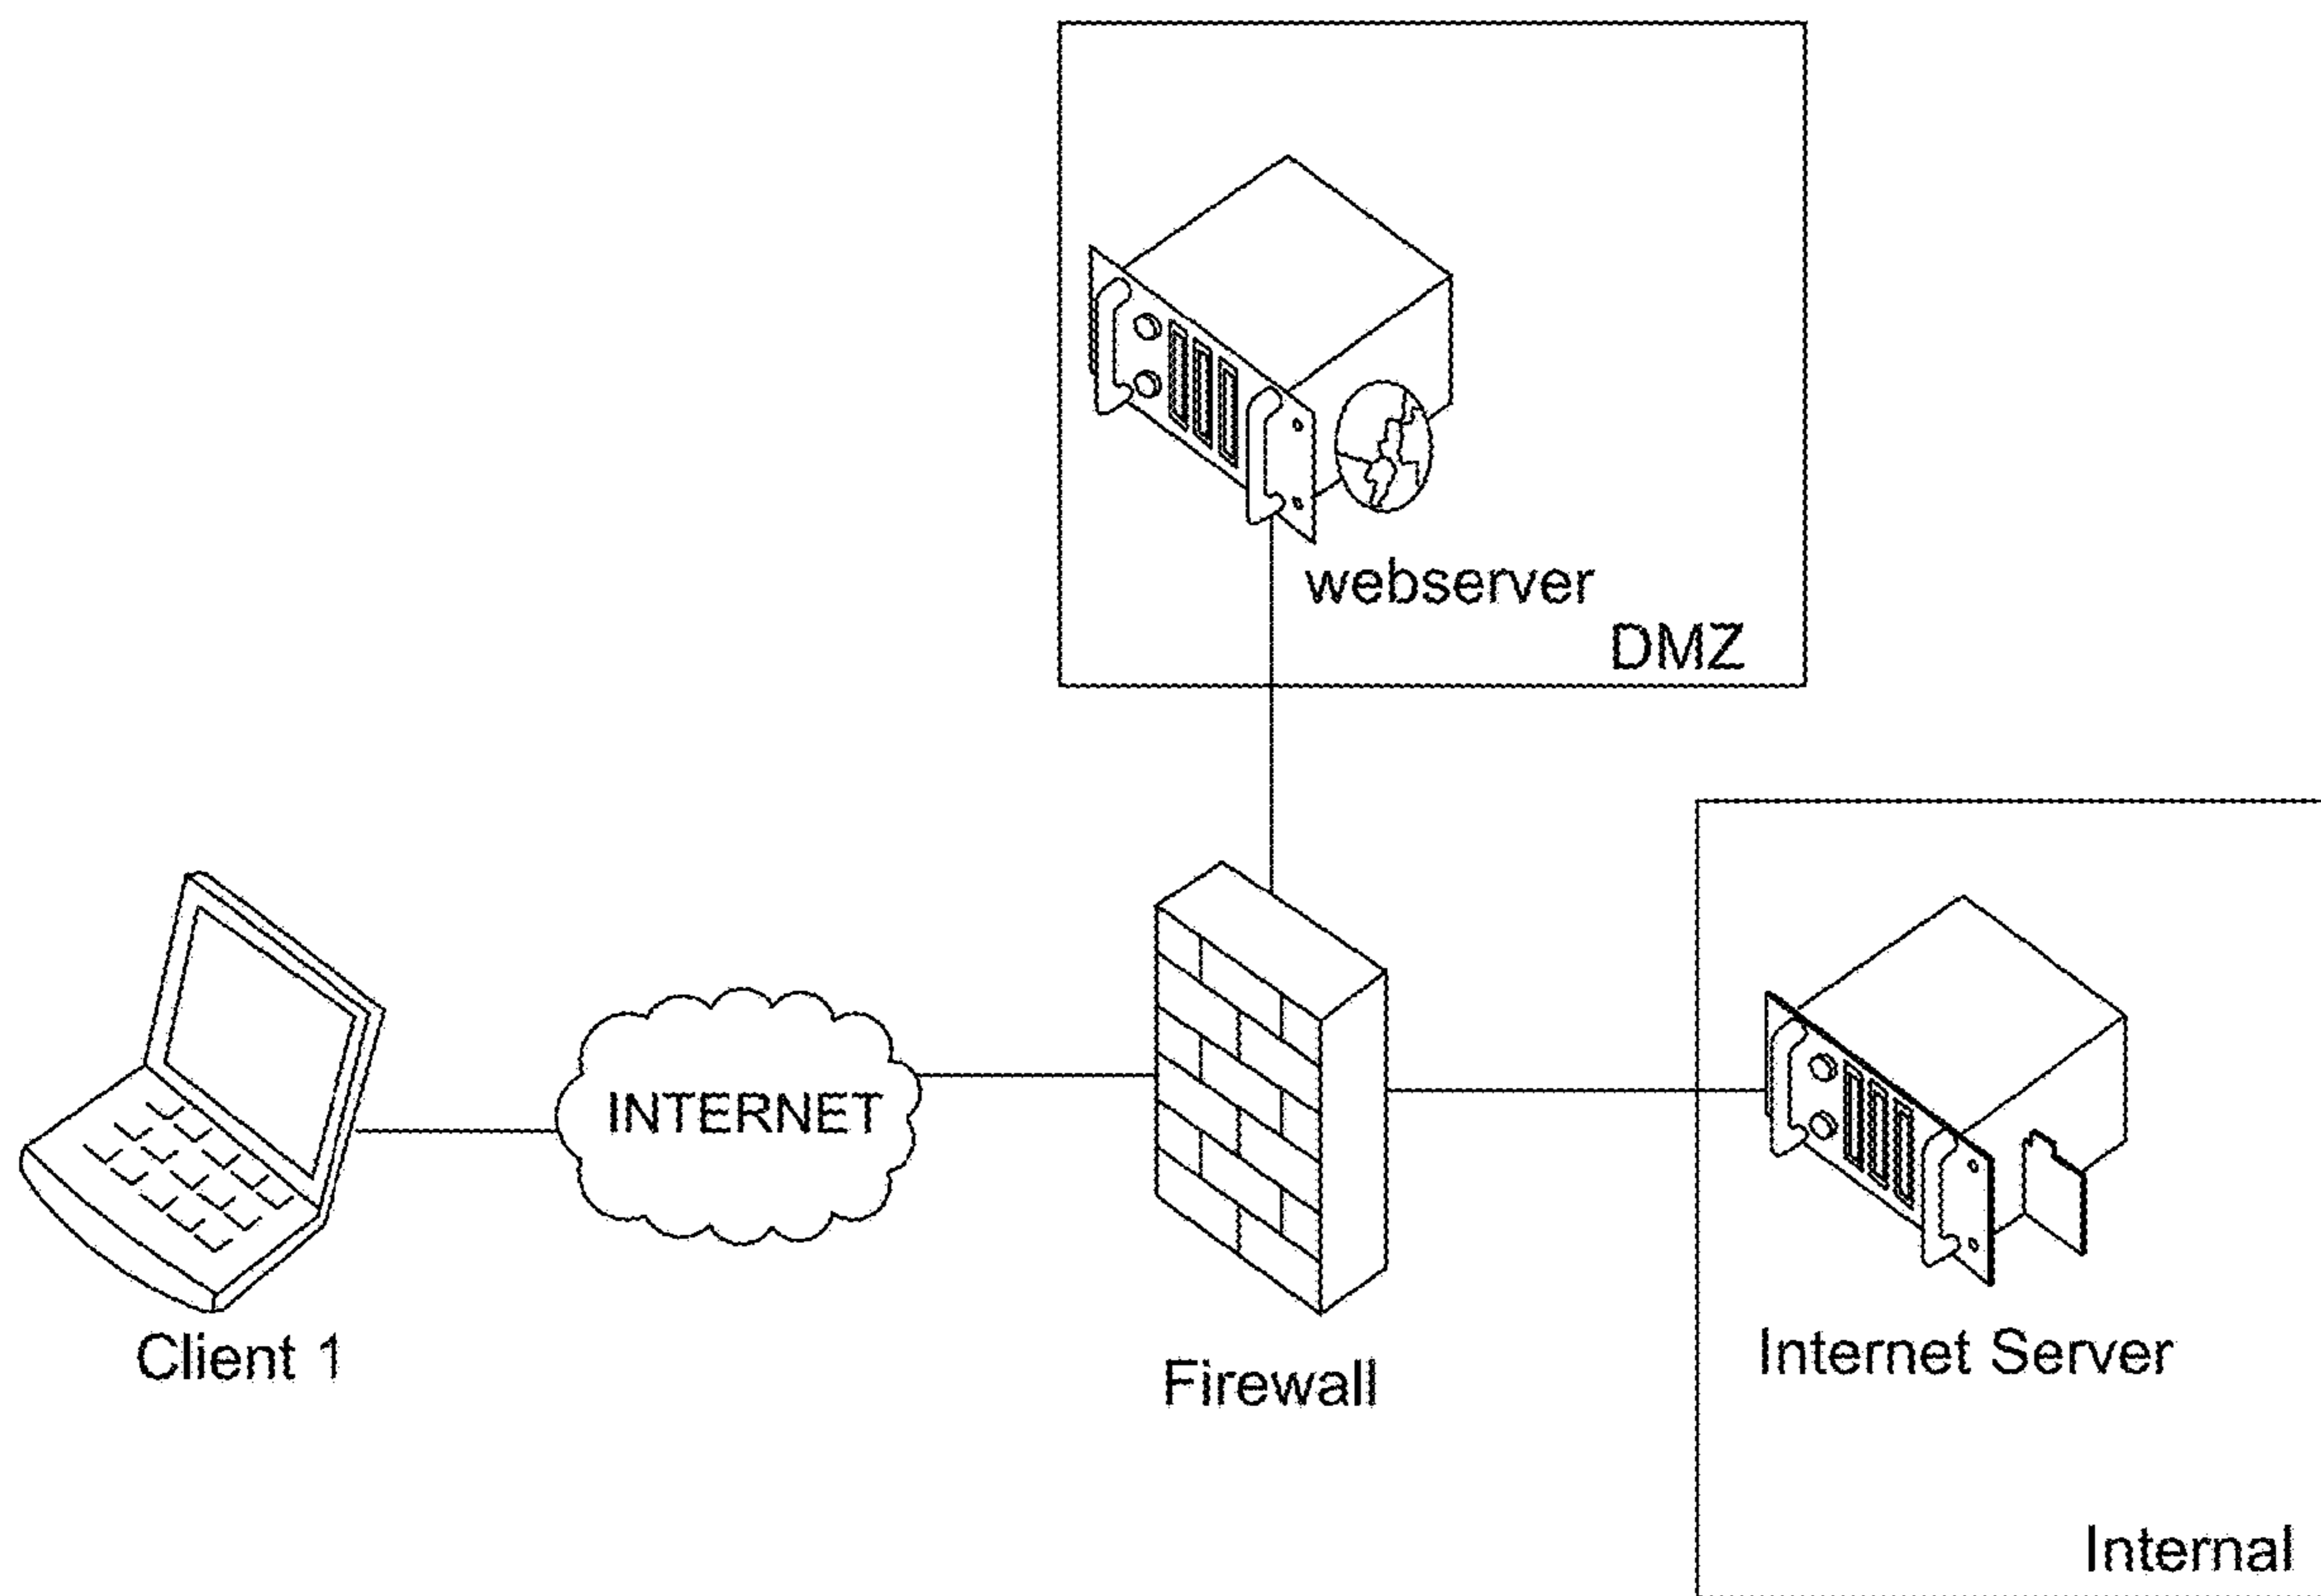 webserver
DMZ
INTERNET
Client 1
Firewall
Internet Server
Internal